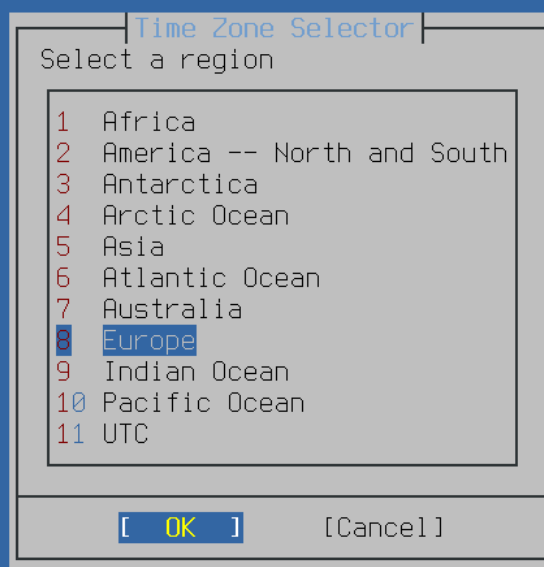 Time Zone Selector
Select a region
1 Africa
2 America -- North and South
3 Antarctica
4 Arctic Ocean
5 Asia
6 Atlantic Ocean
7 Australia
8 Europe
9 Indian Ocean
10 Pacific Ocean
11 UTC
[ OK ] [Cancel]